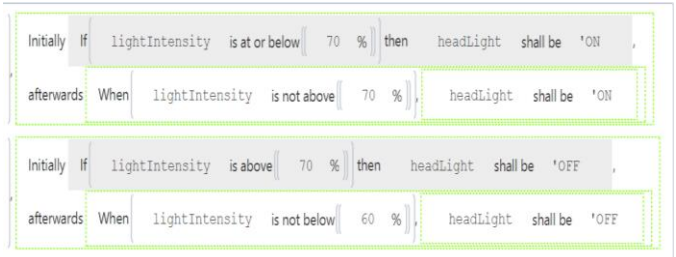 Initially If lightIntensity is at or below 70 % then headLight shall be 'ON ,
, afterwards When lightIntensity is not above 70 % , headLight shall be 'ON
Initially If lightIntensity is above 70 % then headLight shall be 'OFF ,
, afterwards When lightIntensity is not below 60 % , headLight shall be 'OFF